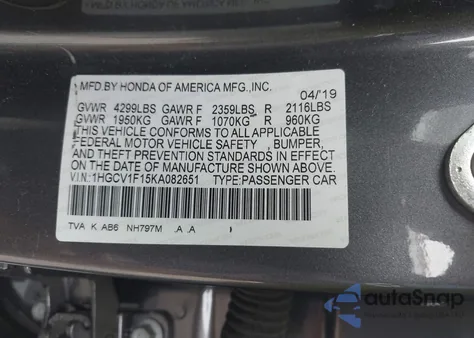 MFD.BY HONDA OF AMERICA MFG.,INC. 04/19
GVWR 4299LBS GAWR F 2359LBS R 2116LBS
GVWR 1950KG GAWR F 1070KG R 960KG
THIS VEHICLE CONFORMS TO ALL APPLICABLE
FEDERAL MOTOR VEHICLE SAFETY , BUMPER,
AND THEFT PREVENTION STANDARDS IN EFFECT
ON THE DATE OF MANUFACTURE SHOWN ABOVE.
V.I.N:1HGCV1F15KA082651 TYPE:PASSENGER CAR
TVA K AB6 NH797M .A .A
autoSnap